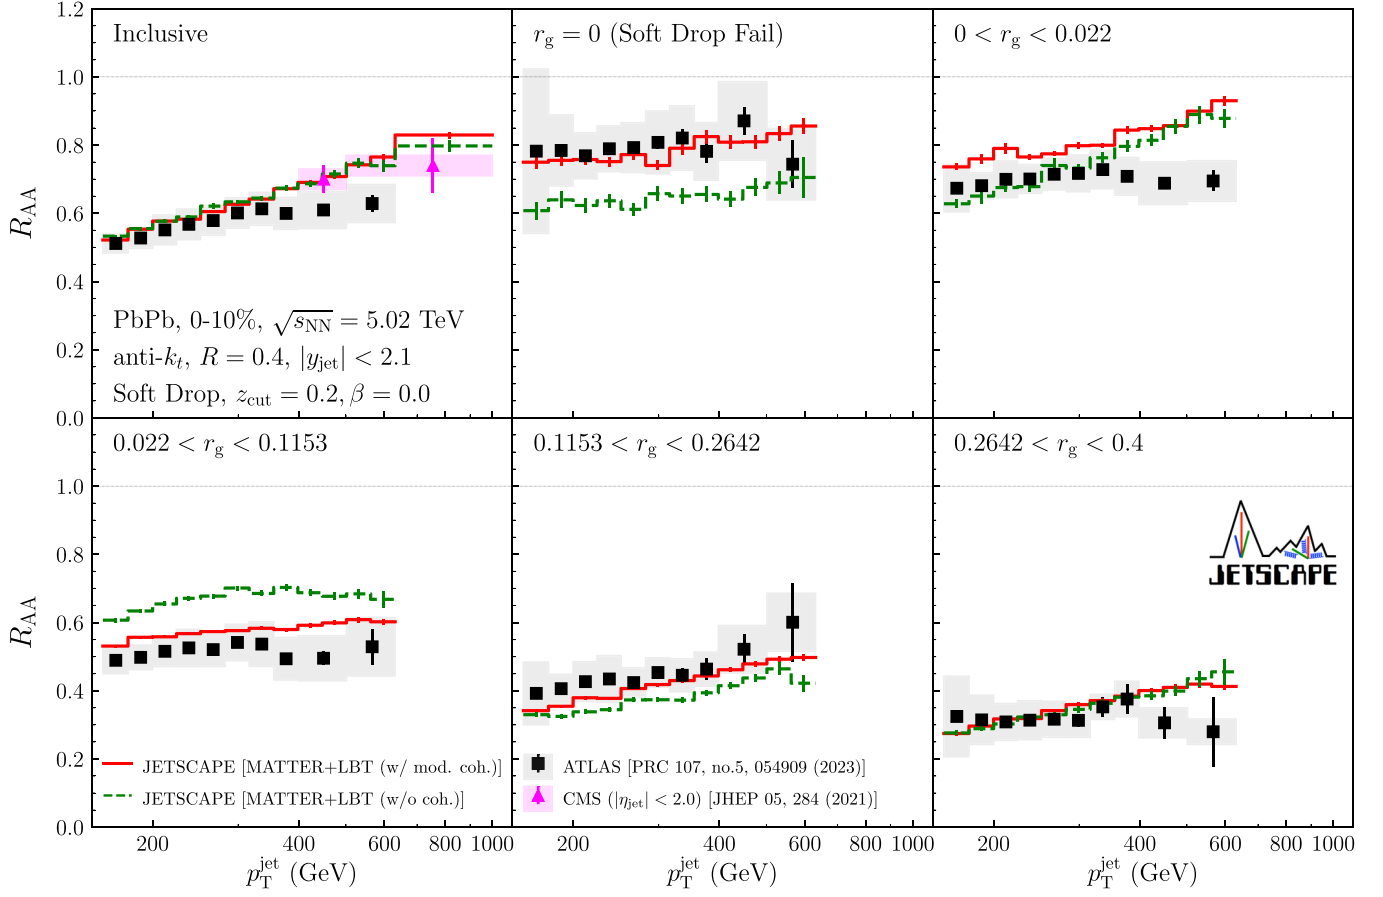 1.2
Inclusive
r_g = 0 (Soft Drop Fail)
0 < r_g < 0.022
1.0
0.8
R_AA
0.6
0.4
PbPb, 0-10%, √s_NN = 5.02 TeV
anti-k_t, R = 0.4, |y_jet| < 2.1
0.2
Soft Drop, z_cut = 0.2, β = 0.0
0.0
0.022 < r_g < 0.1153
0.1153 < r_g < 0.2642
0.2642 < r_g < 0.4
1.0
0.8
JETSCAPE
R_AA
0.6
0.4
0.2
JETSCAPE [MATTER+LBT (w/ mod. coh.)]
JETSCAPE [MATTER+LBT (w/o coh.)]
ATLAS [PRC 107, no.5, 054909 (2023)]
CMS (|η_jet| < 2.0) [JHEP 05, 284 (2021)]
0.0
200 400 600 800 1000
200 400 600 800 1000
200 400 600 800 1000
p_T^jet (GeV)
p_T^jet (GeV)
p_T^jet (GeV)